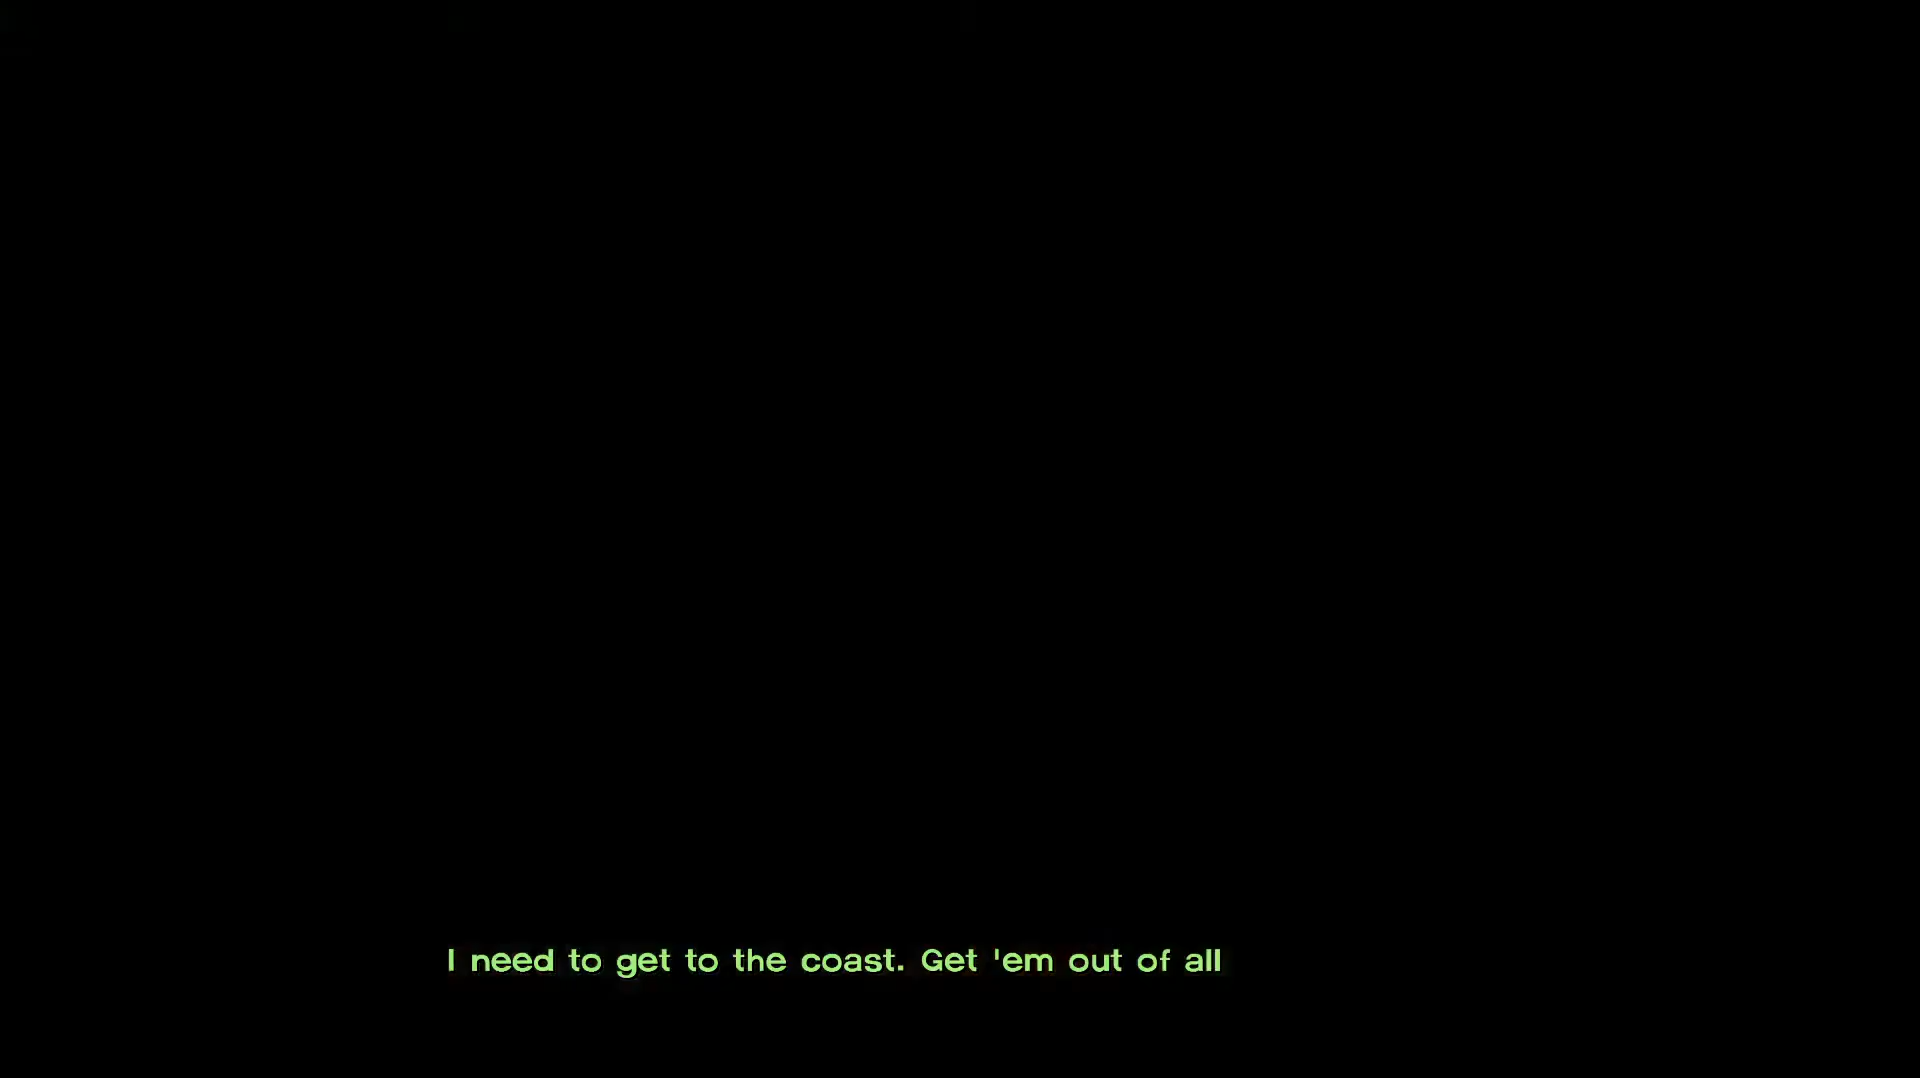 I need to get to the coast. Get 'em out of all